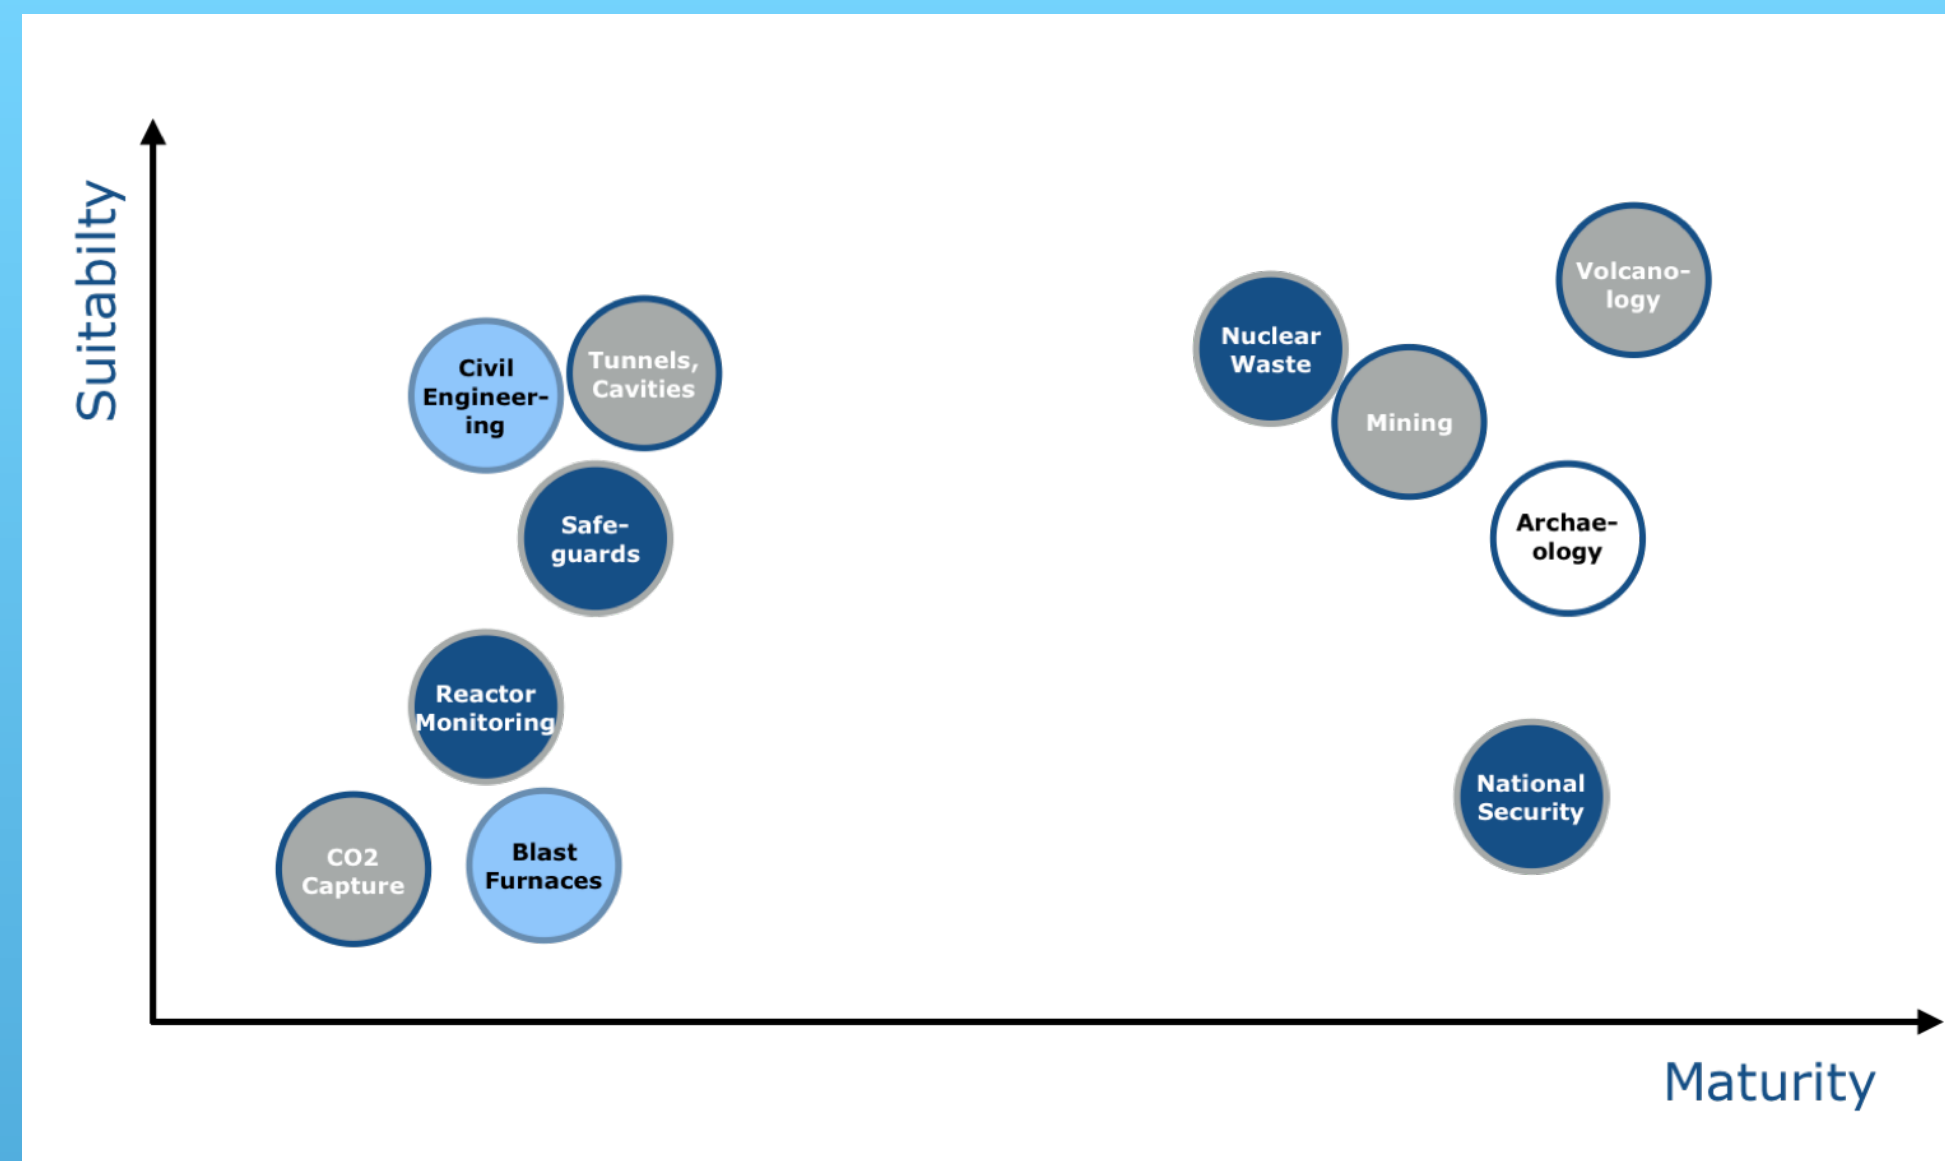 Suitabilty
Volcano-
logy
Nuclear
Waste
Tunnels,
Cavities
Civil
Engineer-
ing
Mining
Archae-
ology
Safe-
guards
Reactor
Monitoring
National
Security
CO2
Capture
Blast
Furnaces
Maturity